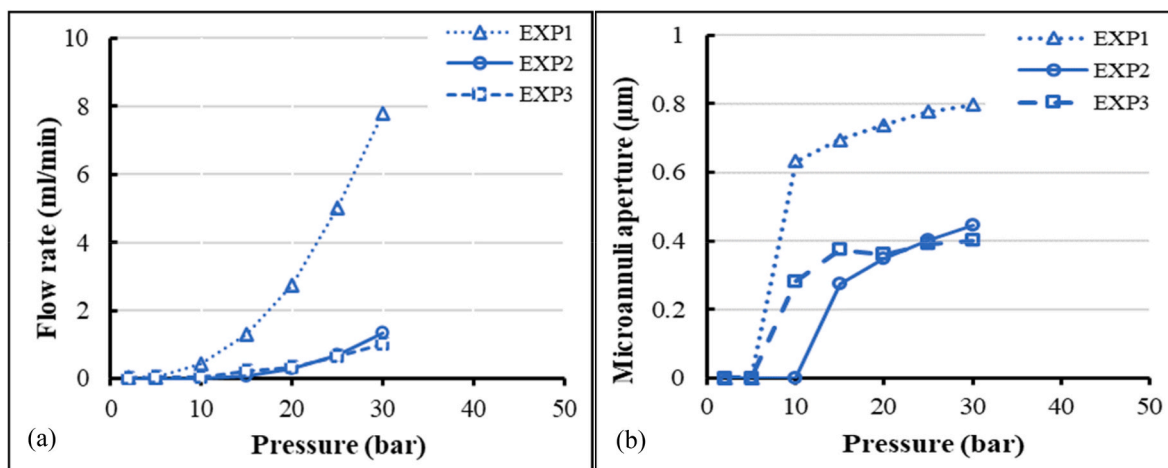 EXP1
EXP2
EXP3
Flow rate (ml/min)
10
8
6
4
2
0
0 10 20 30 40 50
Pressure (bar)
(a)
EXP1
EXP2
EXP3
Microannuli aperture (μm)
1
0.8
0.6
0.4
0.2
0
0 10 20 30 40 50
Pressure (bar)
(b)